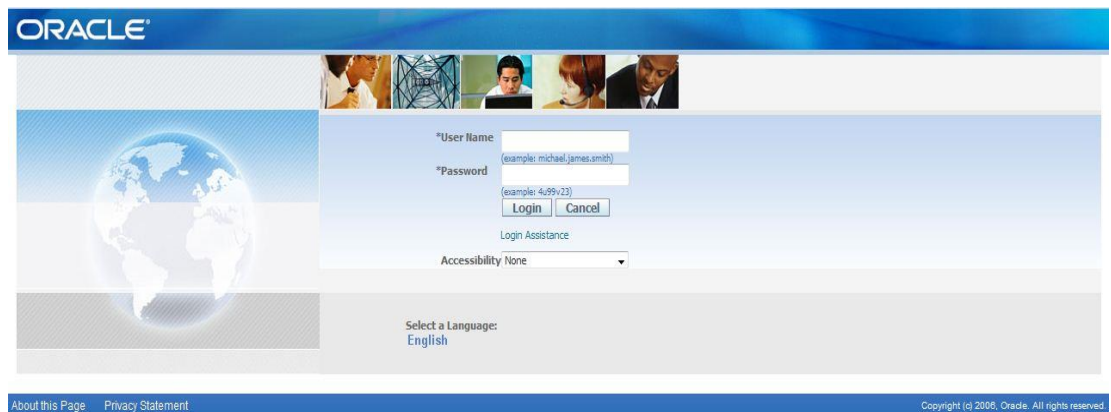 ORACLE®
*User Name
(example: michael.james.smith)
*Password
(example: 4u99v23)
Login Cancel
Login Assistance
Accessibility None
Select a Language:
English
About this Page Privacy Statement
Copyright (c) 2006, Oracle. All rights reserved.